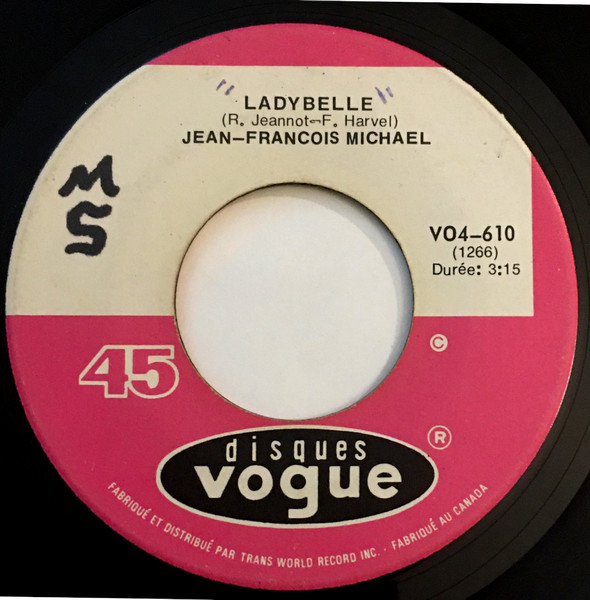 " LADYBELLE "
(R. Jeannot-F. Harvel)
JEAN-FRANCOIS MICHAEL
M
5
VO4-610
(1266)
Durée: 3:15
45
©
®
disques
vogue
FABRIQUÉ ET DISTRIBUÉ PAR TRANS WORLD RECORD INC. · FABRIQUÉ AU CANADA